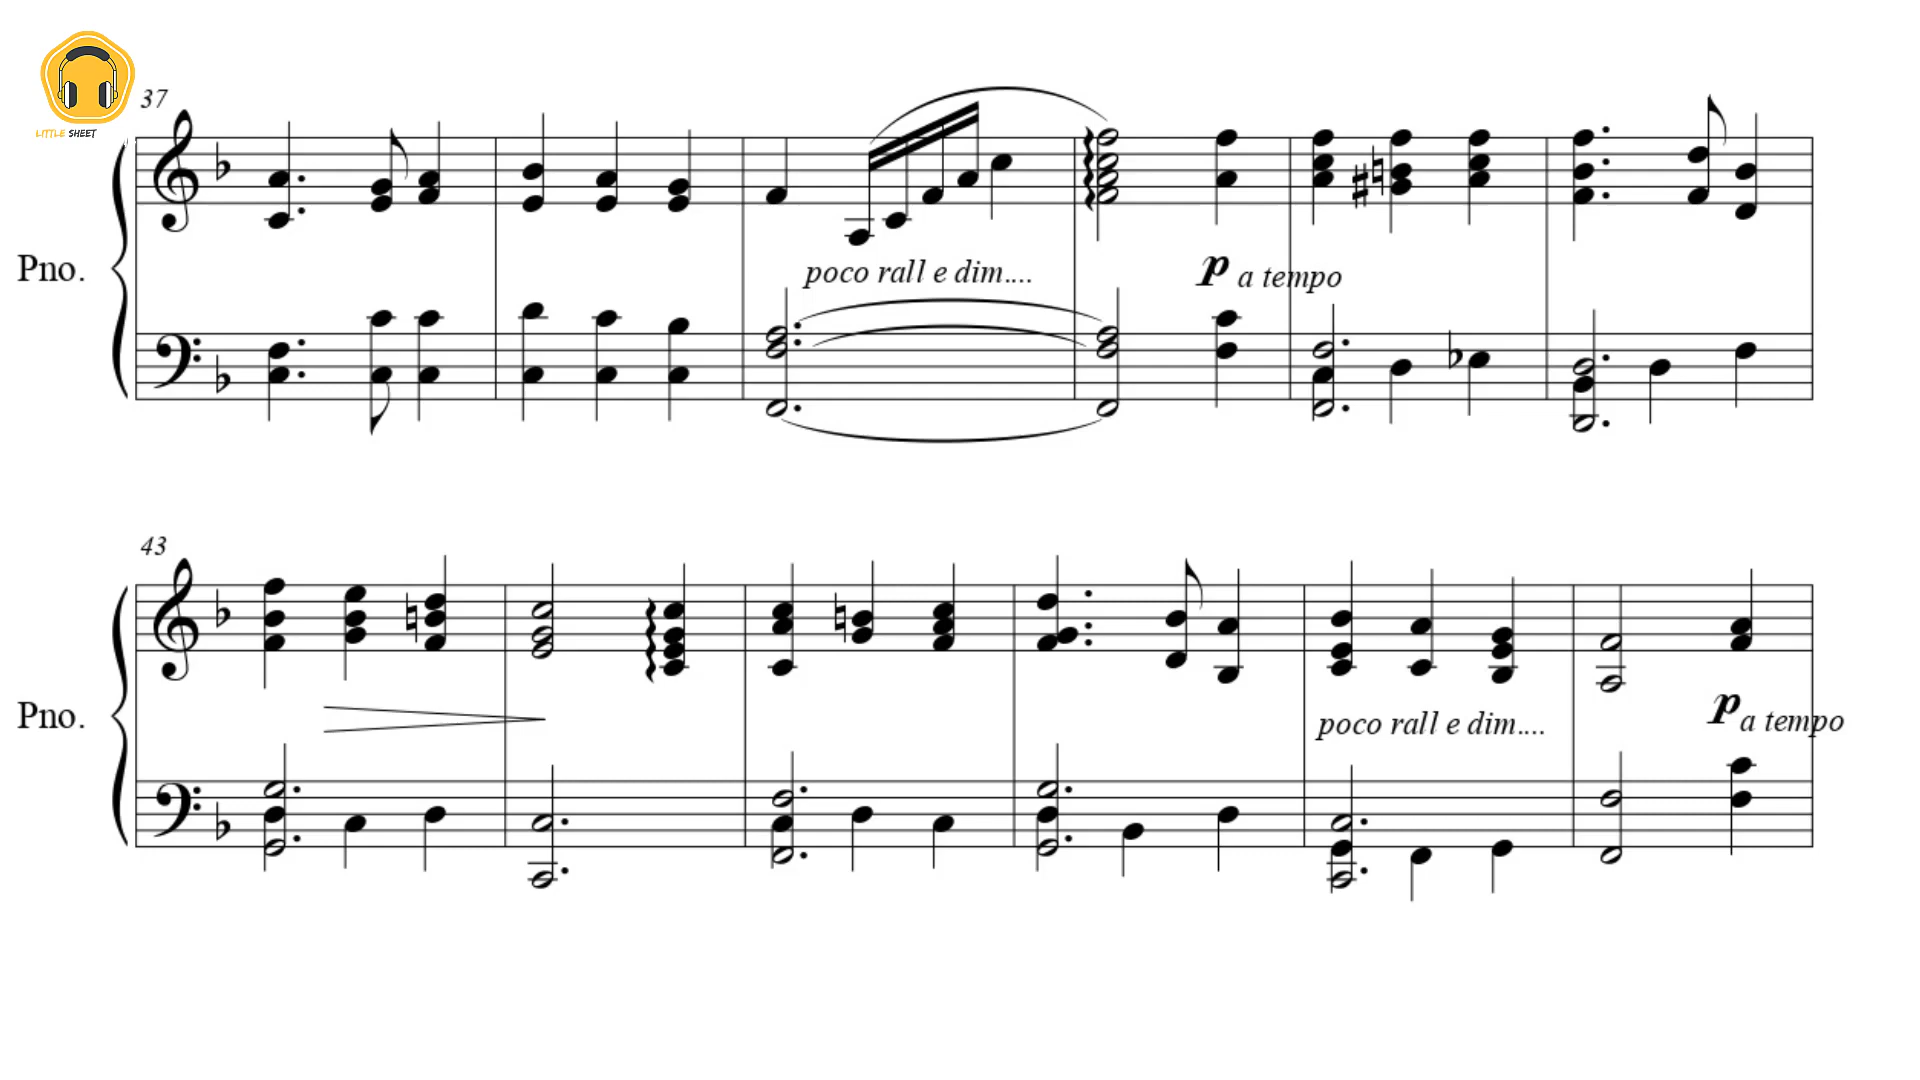 LITTLE SHEET
37
Pno.
poco rall e dim....
p a tempo
43
Pno.
poco rall e dim....
p a tempo